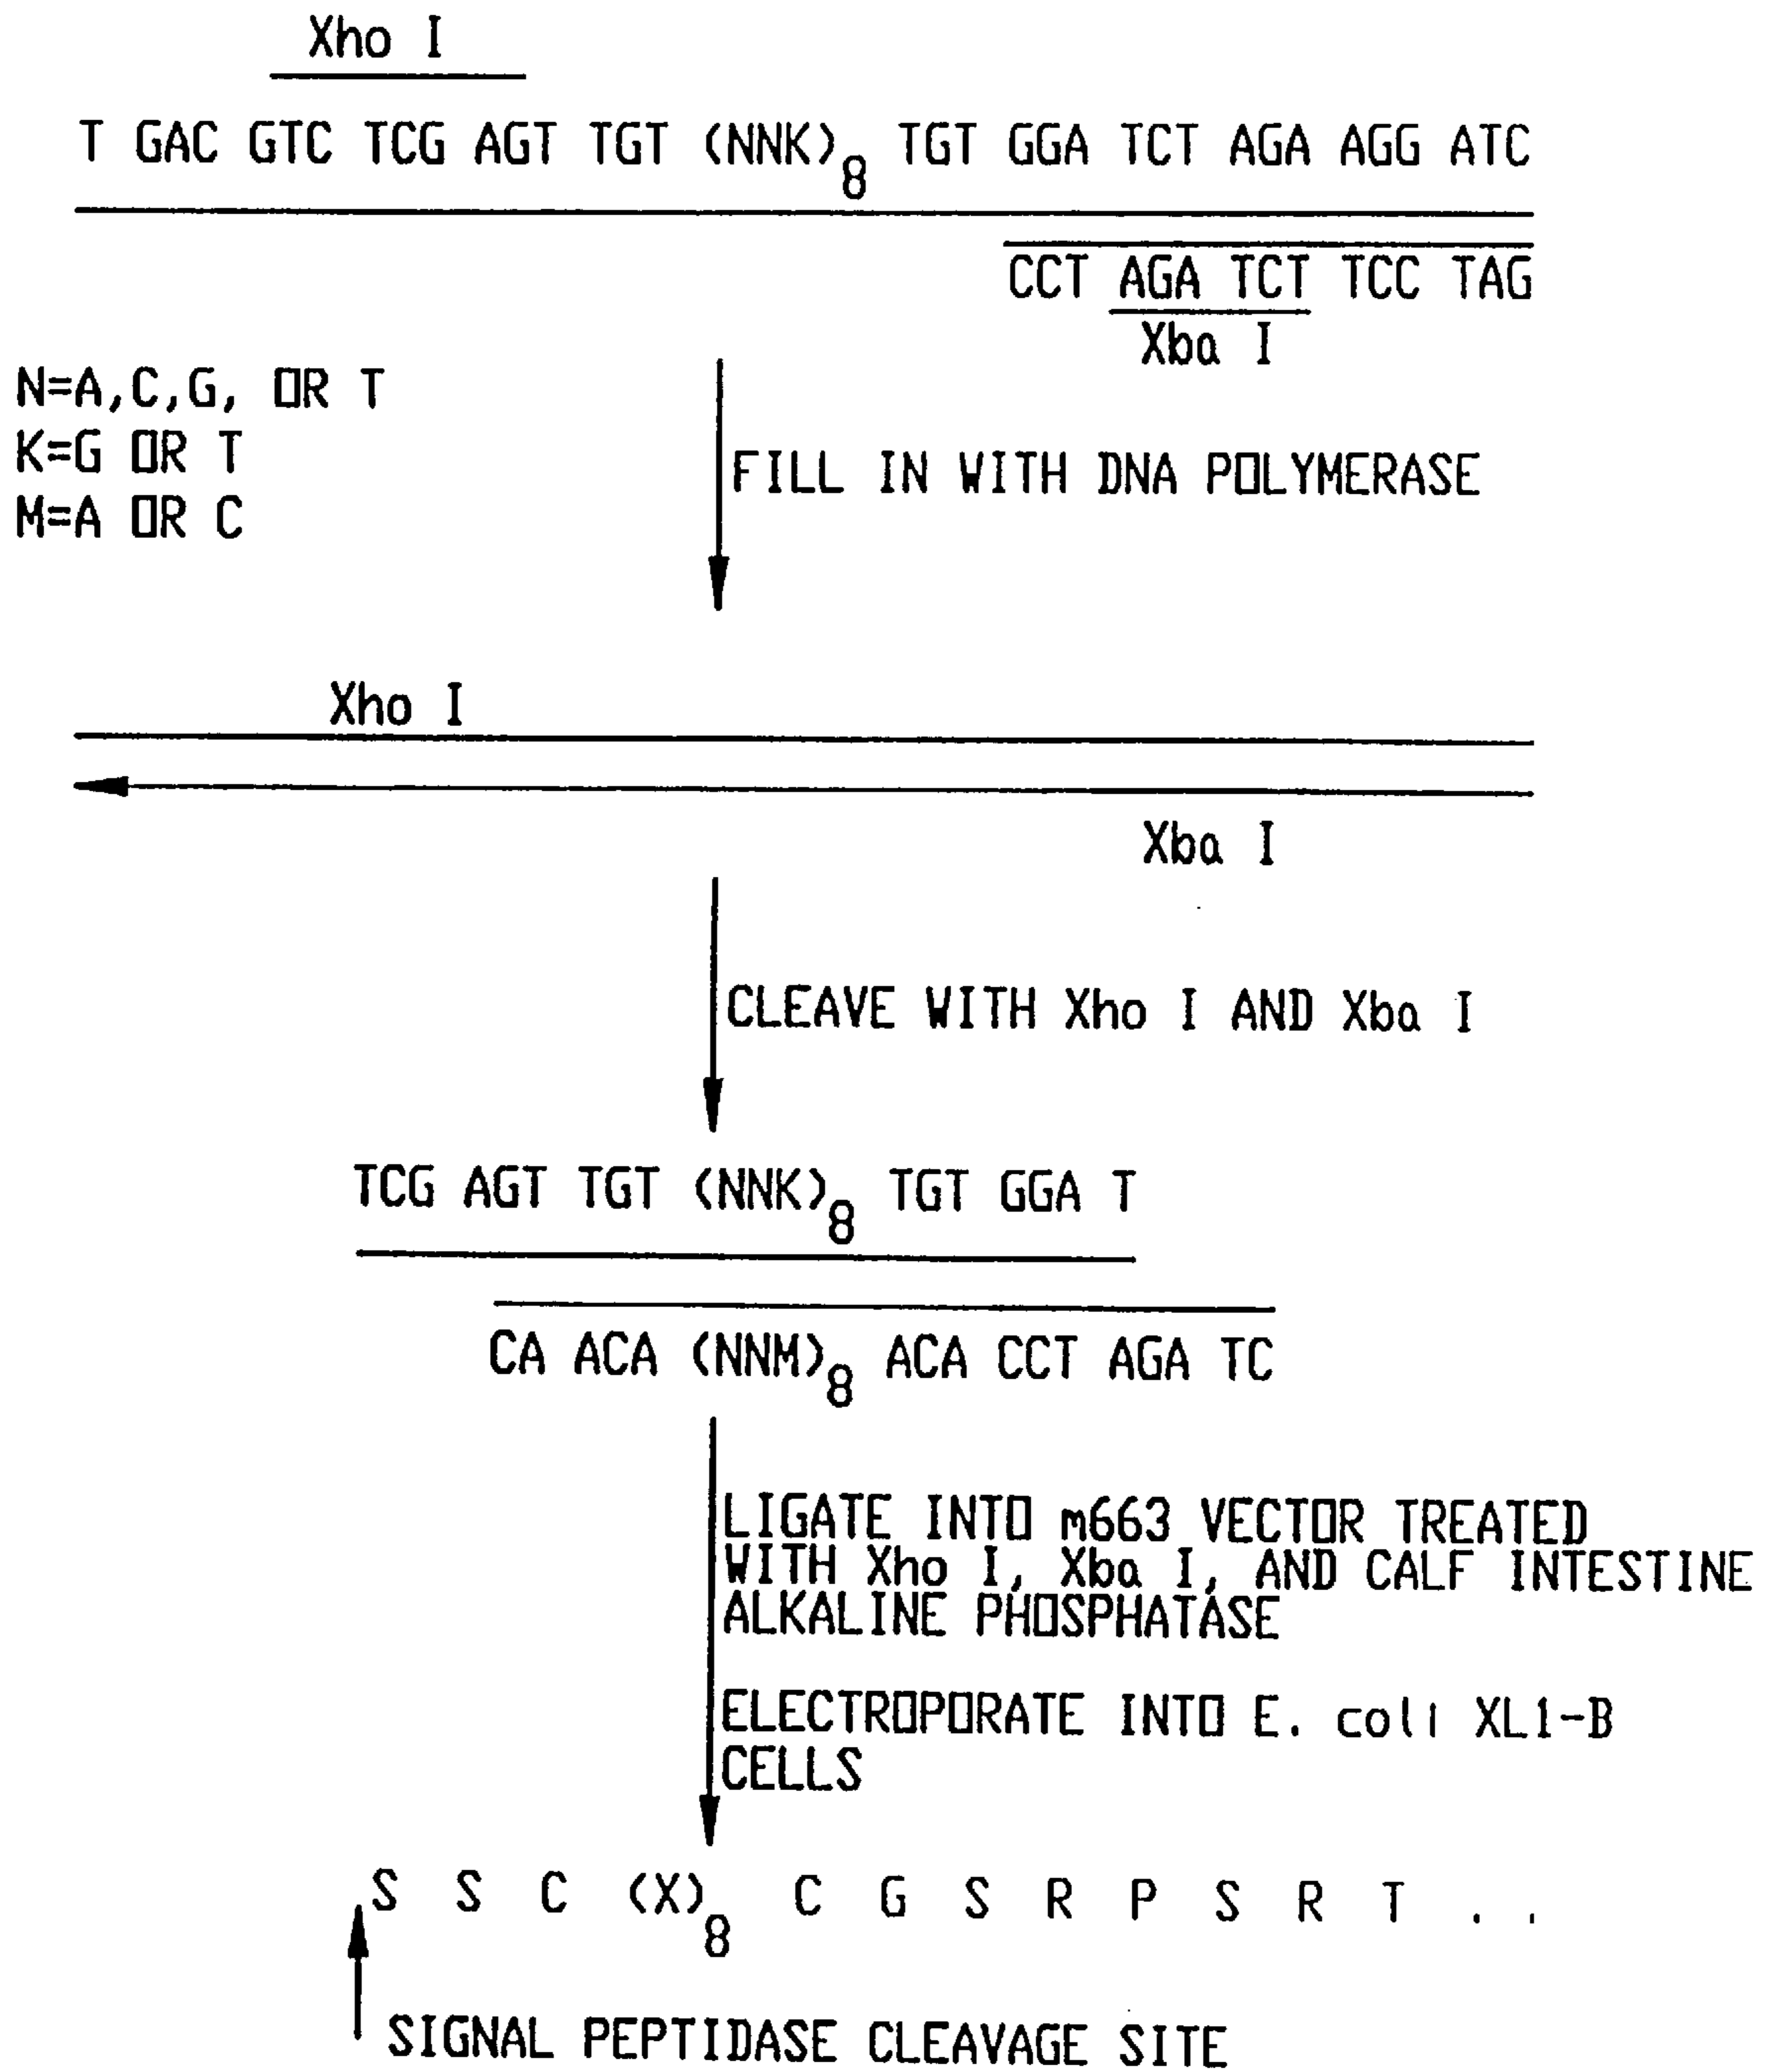 Xho I
T GAC GTC TCG AGT TGT (NNK)8 TGT GGA TCT AGA AGG ATC
CCT AGA TCT TCC TAG
Xba I
N=A,C,G, OR T
K=G OR T
M=A OR C
FILL IN WITH DNA POLYMERASE
Xho I
Xba I
CLEAVE WITH Xho I AND Xba I
TCG AGT TGT (NNK)8 TGT GGA T
CA ACA (NNM)8 ACA CCT AGA TC
LIGATE INTO m663 VECTOR TREATED
WITH Xho I, Xba I, AND CALF INTESTINE
ALKALINE PHOSPHATASE
ELECTROPORATE INTO E. coli XL1-B
CELLS
S S C (X)8 C G S R P S R T . .
SIGNAL PEPTIDASE CLEAVAGE SITE